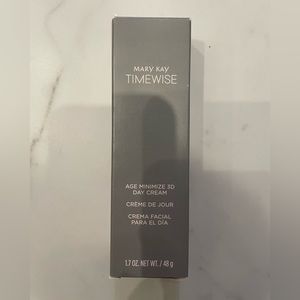 MARY KAY
TIMEWISE
AGE MINIMIZE 3D
DAY CREAM
CRÈME DE JOUR
CREMA FACIAL
PARA EL DÍA
1.7 OZ. NET WT. / 48 g